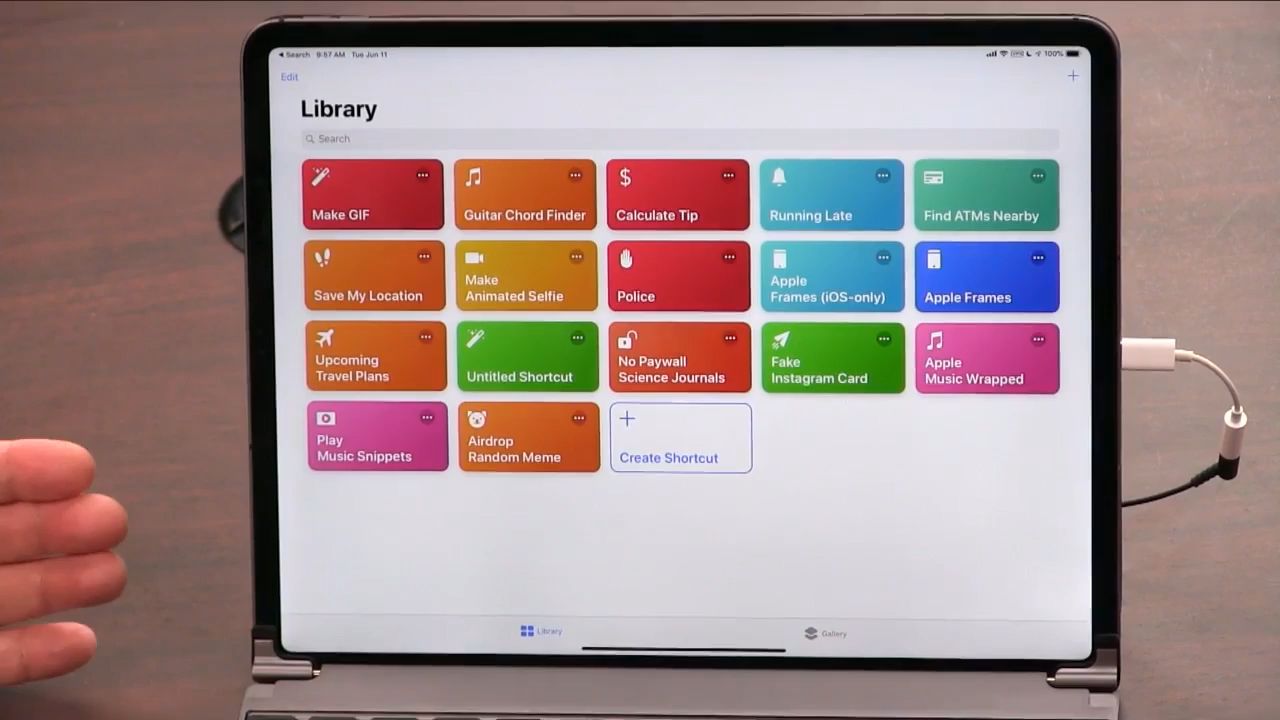 Search 9:57 AM Tue Jun 11
100%
Edit
Library
Search
Make GIF
Guitar Chord Finder
Calculate Tip
Running Late
Find ATMs Nearby
Save My Location
Make
Animated Selfie
Police
Apple
Frames (iOS-only)
Apple Frames
Upcoming
Travel Plans
Untitled Shortcut
No Paywall
Science Journals
Fake
Instagram Card
Apple
Music Wrapped
Play
Music Snippets
Airdrop
Random Meme
Create Shortcut
Library
Gallery